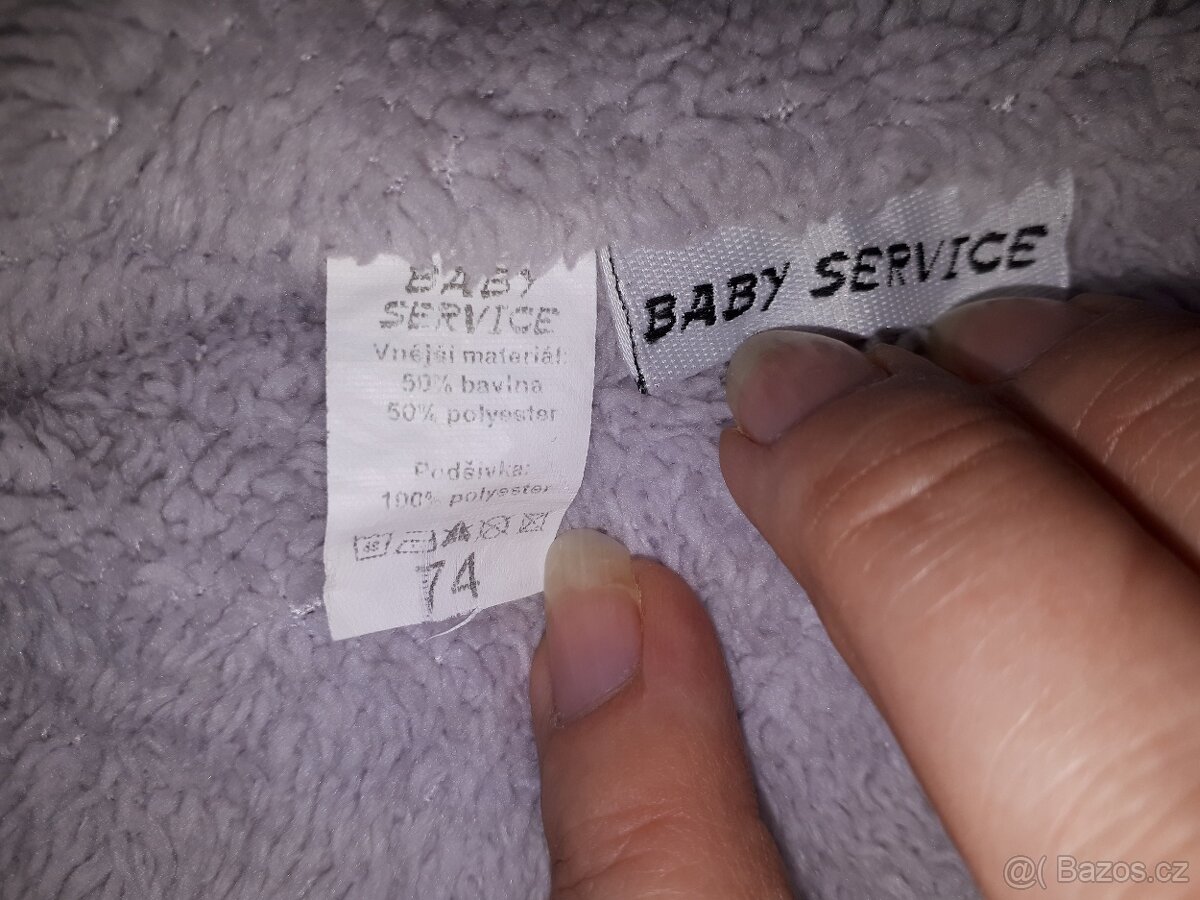 BABY
SERVICE
Vnější materiál:
50% bavlna
50% polyester
Podšívka:
100% polyester
74
BABY SERVICE
@( Bazos.cz